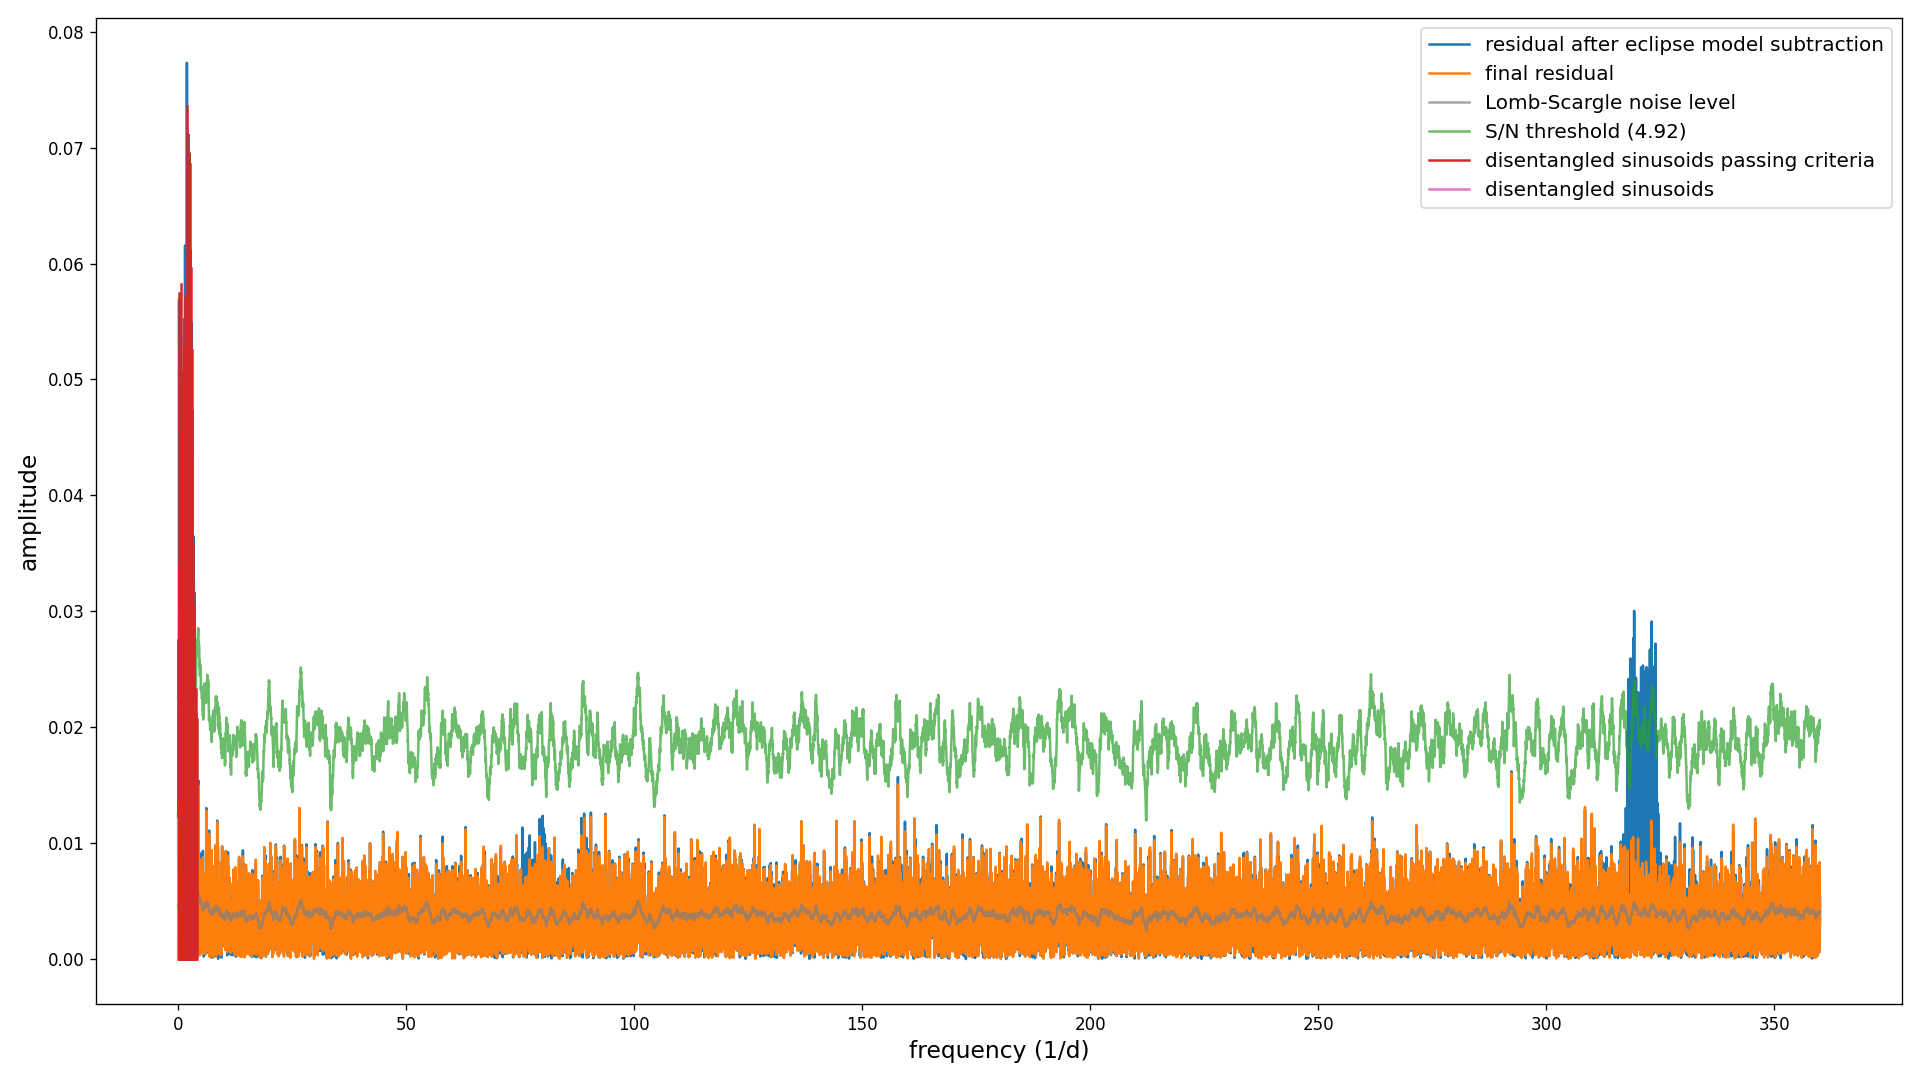 0.08
0.07
0.06
0.05
0.04
0.03
0.02
0.01
0.00
amplitude
residual after eclipse model subtraction
final residual
Lomb-Scargle noise level
S/N threshold (4.92)
disentangled sinusoids passing criteria
disentangled sinusoids
0 50 100 150 200 250 300 350
frequency (1/d)